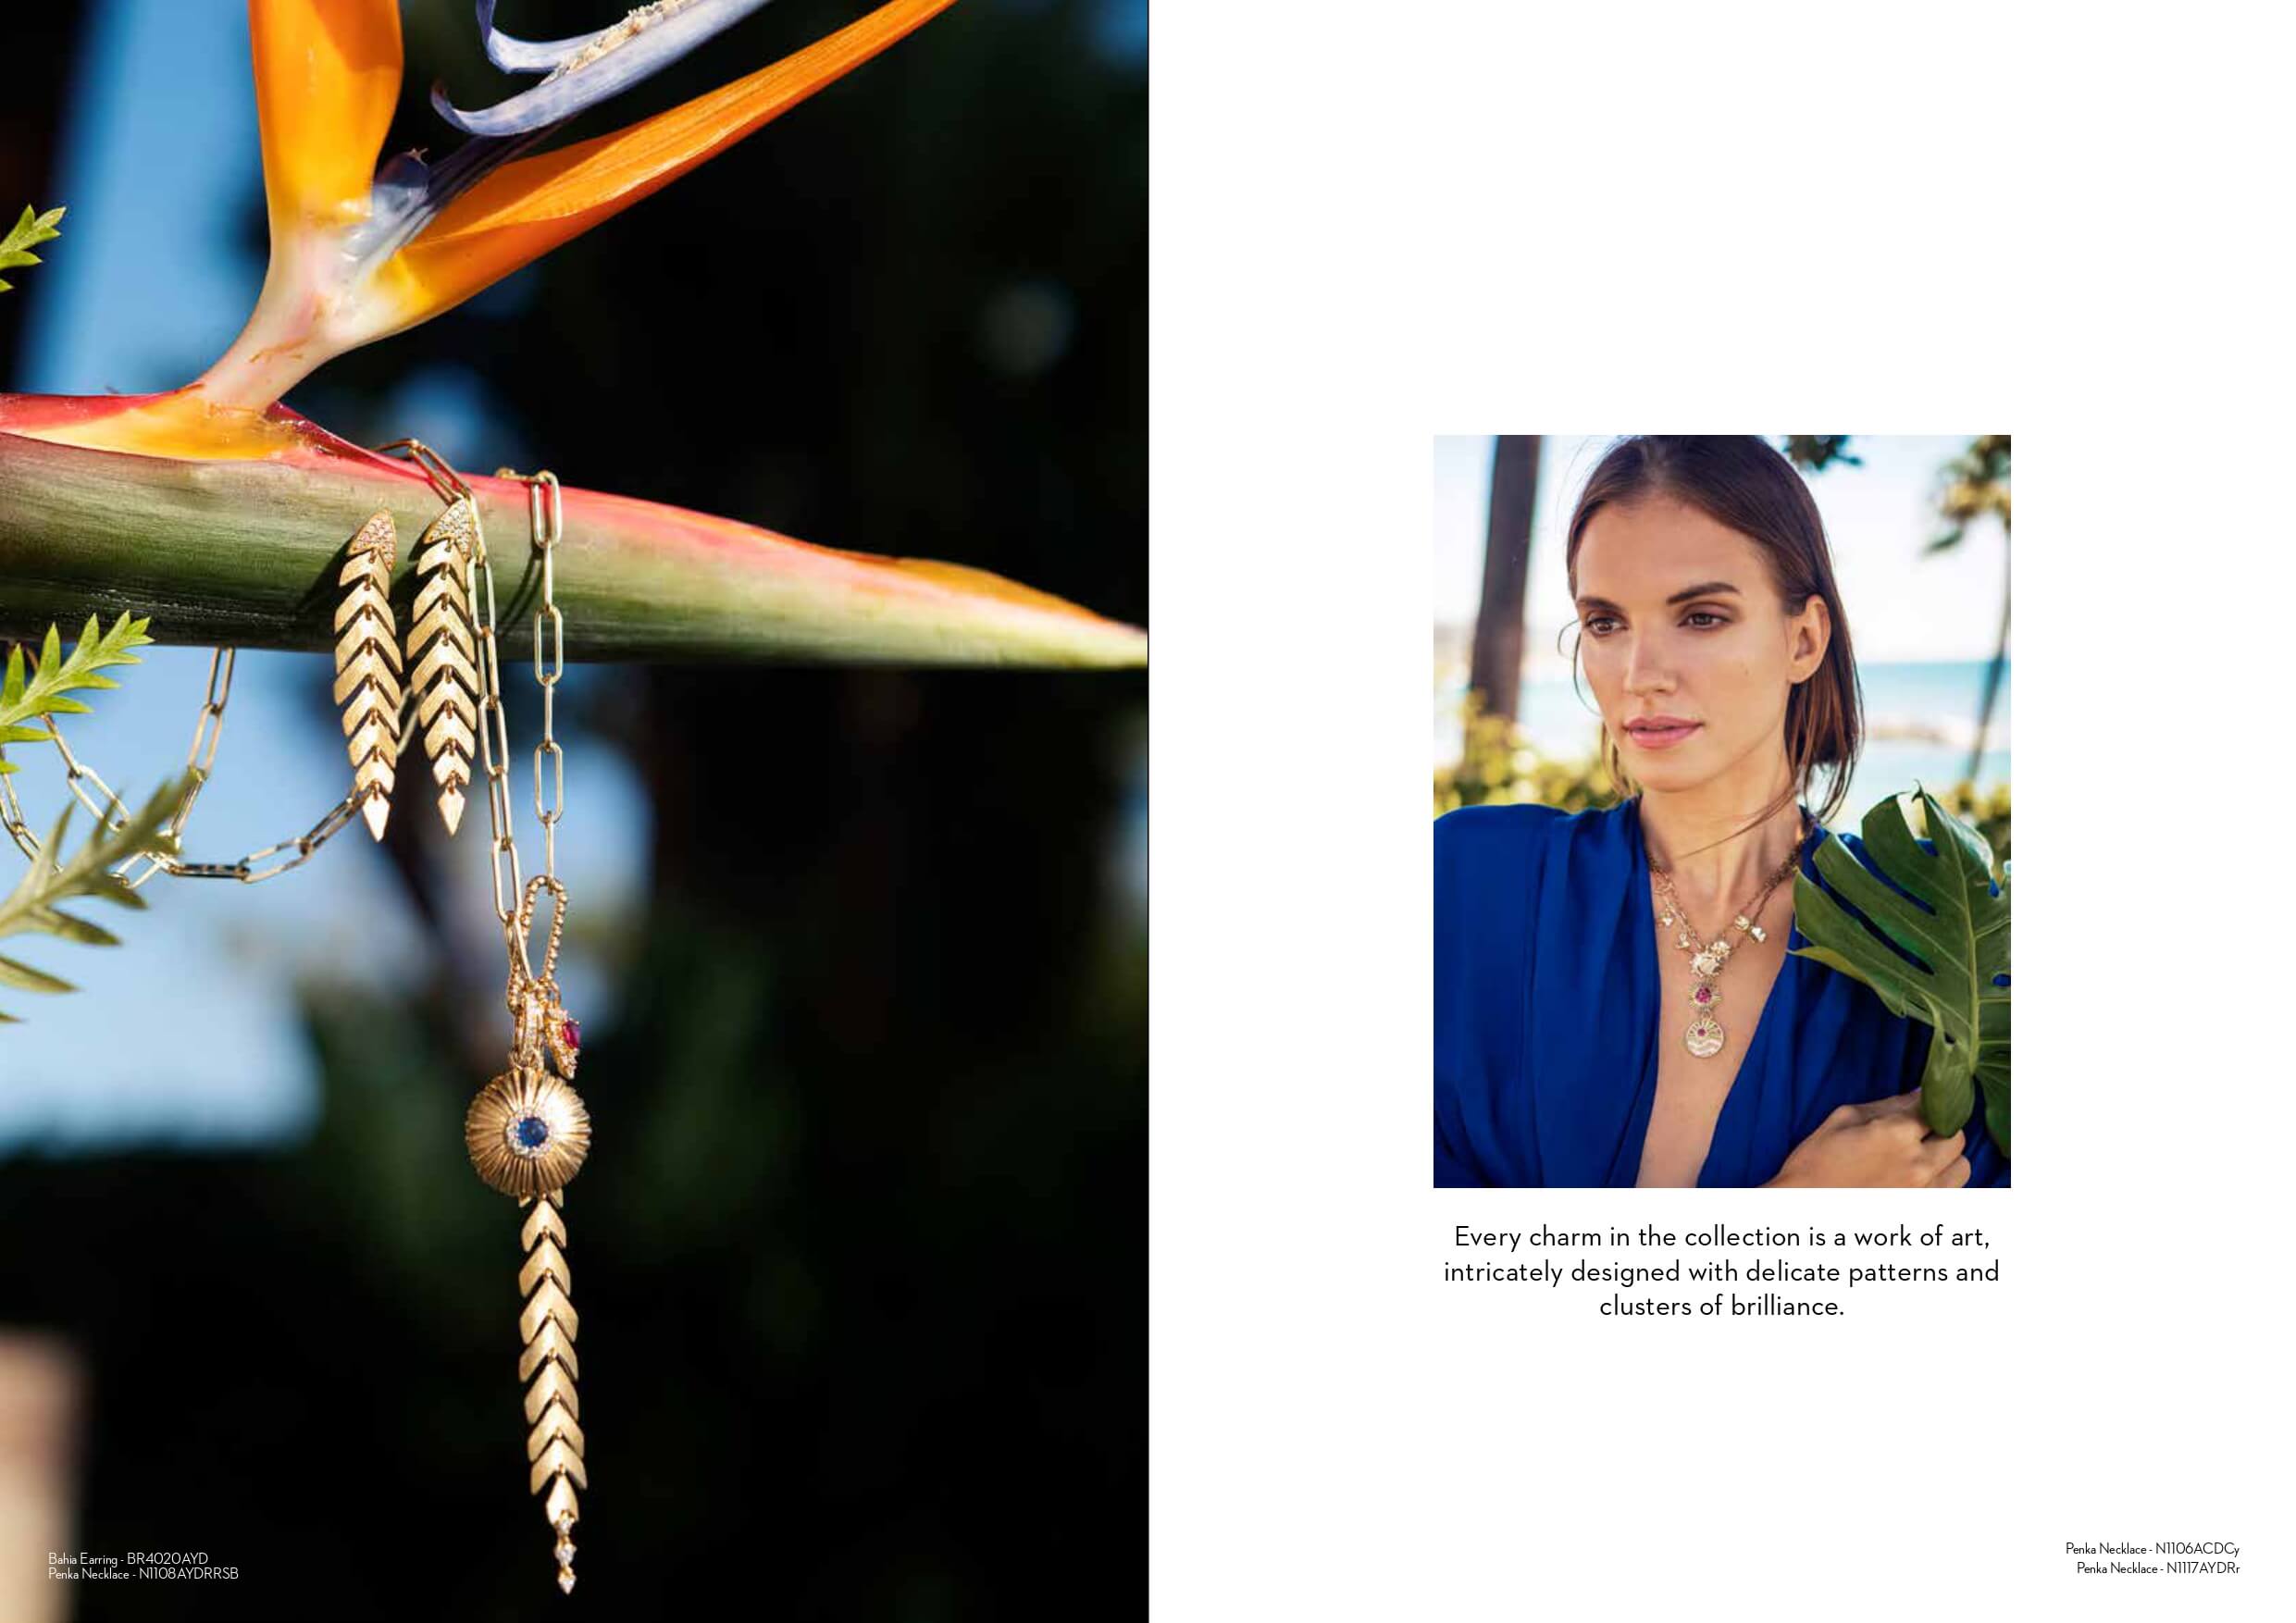 Bahia Earring - BR4020AYD
Penka Necklace - N1108AYDRRSB
Every charm in the collection is a work of art,
intricately designed with delicate patterns and
clusters of brilliance.
Penka Necklace - N1106ACDCy
Penka Necklace - N1117AYDRr